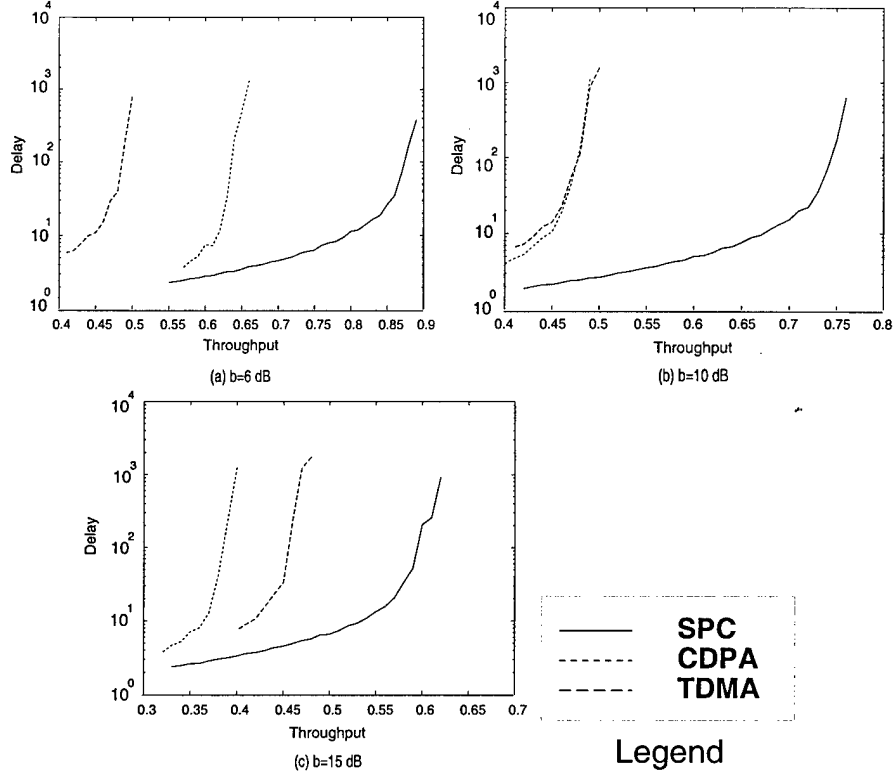 10^4
10^3
10^2
10^1
10^0
Delay
0.4 0.45 0.5 0.55 0.6 0.65 0.7 0.75 0.8 0.85 0.9
Throughput
(a) b=6 dB
10^4
10^3
10^2
10^1
10^0
Delay
0.4 0.45 0.5 0.55 0.6 0.65 0.7 0.75 0.8
Throughput
(b) b=10 dB
10^4
10^3
10^2
10^1
10^0
Delay
0.3 0.35 0.4 0.45 0.5 0.55 0.6 0.65 0.7
Throughput
(c) b=15 dB
SPC
CDPA
TDMA
Legend